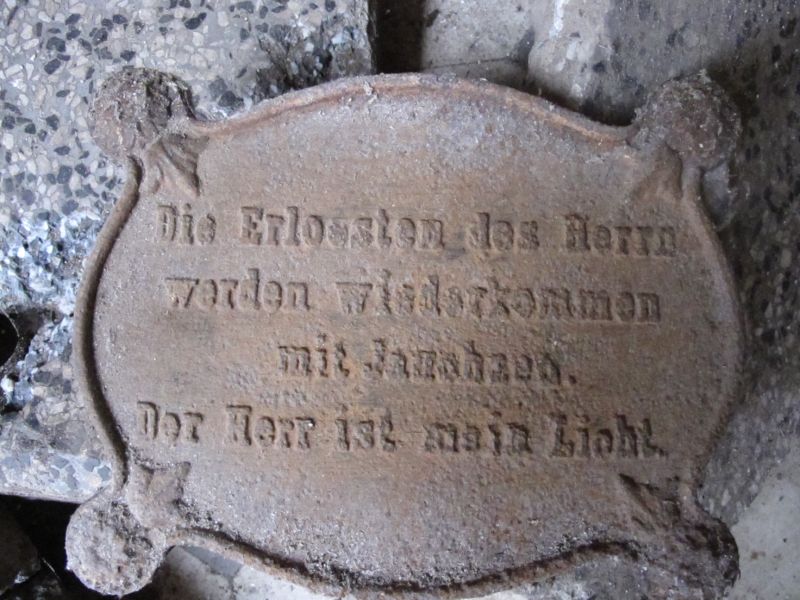 Die Erloesten des Herrn
werden wiederkommen
mit Jauchzen.
Der Herr ist mein Licht.